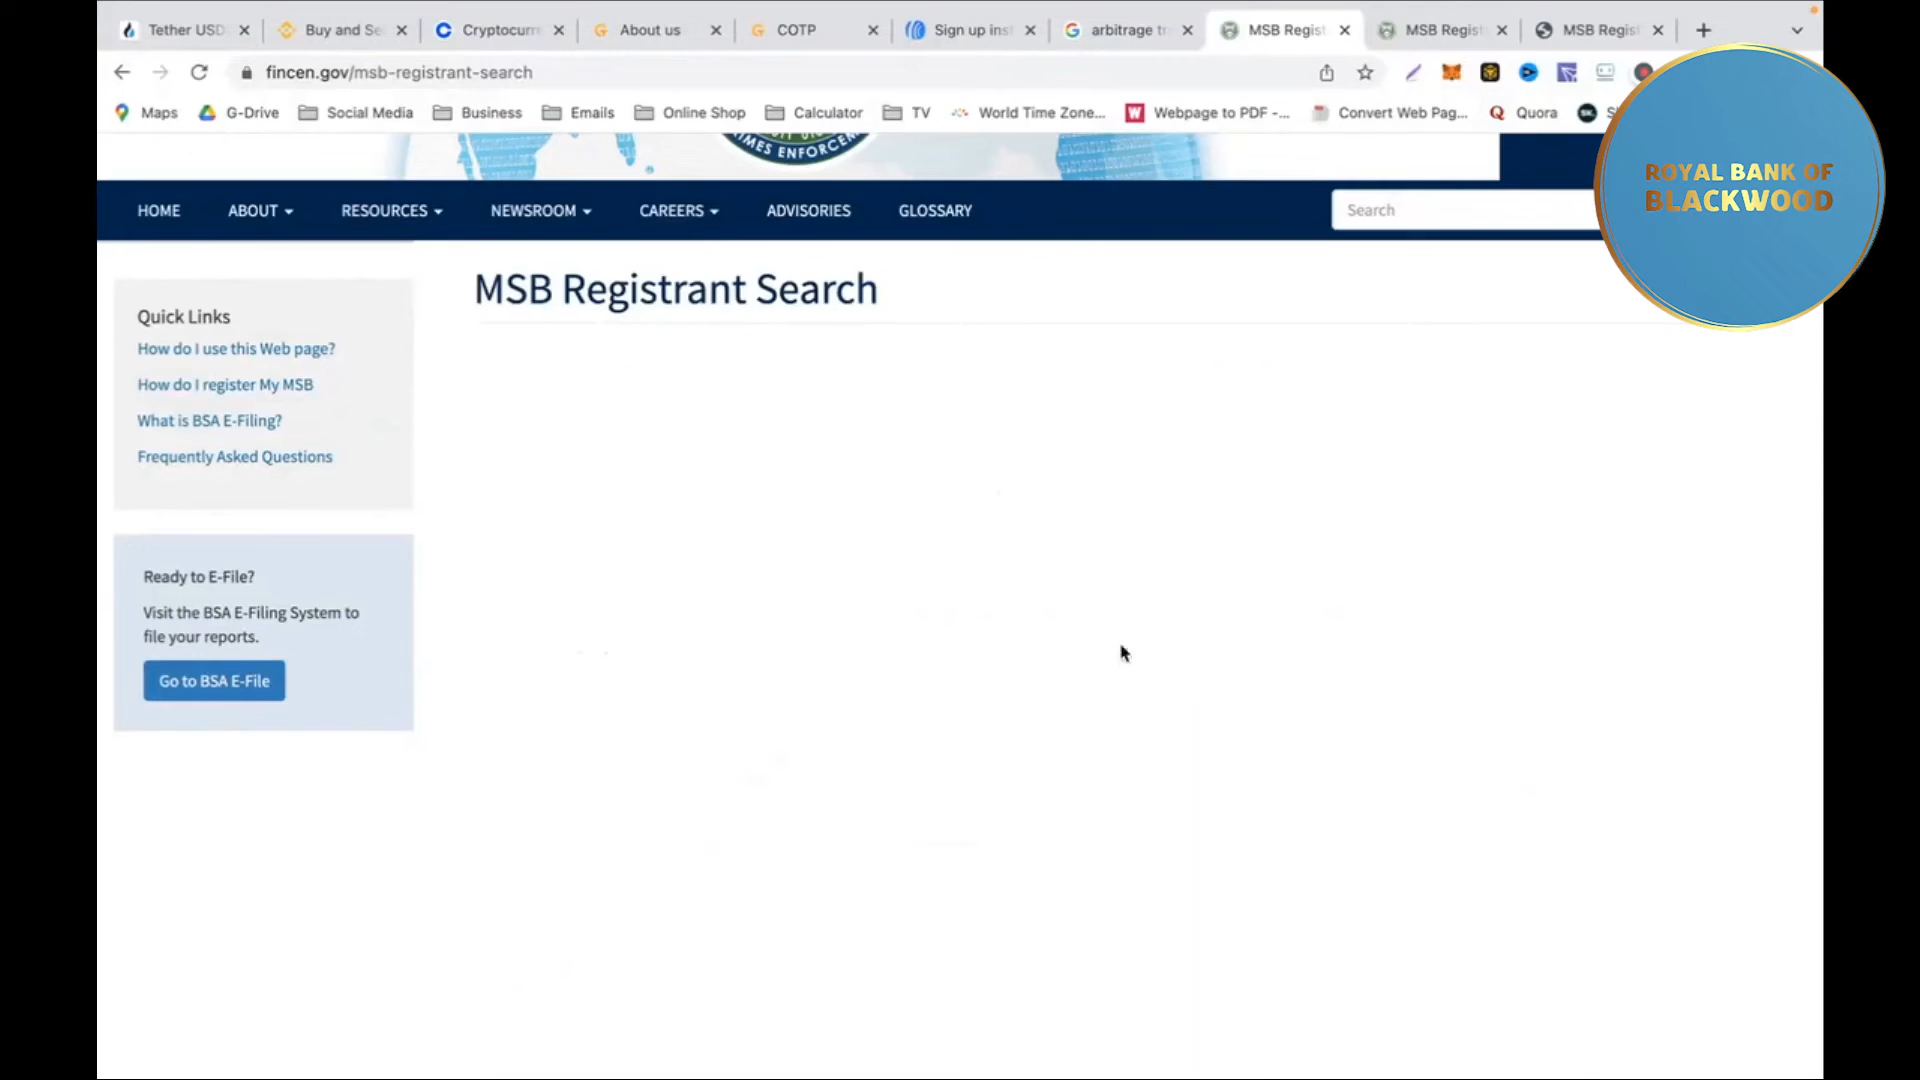 Tether USD
Buy and Se
Cryptocurr
About us
COTP
Sign up ins
arbitrage tr
MSB Regist
MSB Regist
MSB Regist
fincen.gov/msb-registrant-search
Maps
G-Drive
Social Media
Business
Emails
Online Shop
Calculator
TV
World Time Zone...
Webpage to PDF -...
Convert Web Pag...
Quora
ROYAL BANK OF
BLACKWOOD
IMES ENFORCEM
HOME
ABOUT
RESOURCES
NEWSROOM
CAREERS
ADVISORIES
GLOSSARY
Search
MSB Registrant Search
Quick Links
How do I use this Web page?
How do I register My MSB
What is BSA E-Filing?
Frequently Asked Questions
Ready to E-File?
Visit the BSA E-Filing System to
file your reports.
Go to BSA E-File